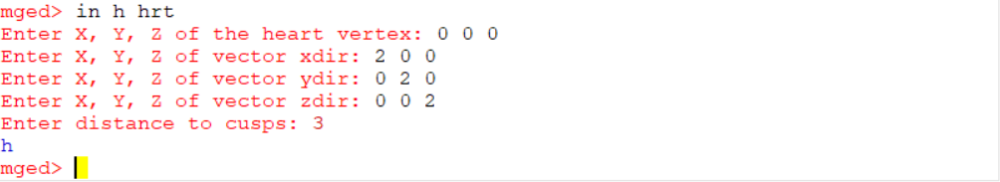 mged> in h hrt
Enter X, Y, Z of the heart vertex: 0 0 0
Enter X, Y, Z of vector xdir: 2 0 0
Enter X, Y, Z of vector ydir: 0 2 0
Enter X, Y, Z of vector zdir: 0 0 2
Enter distance to cusps: 3
h
mged>